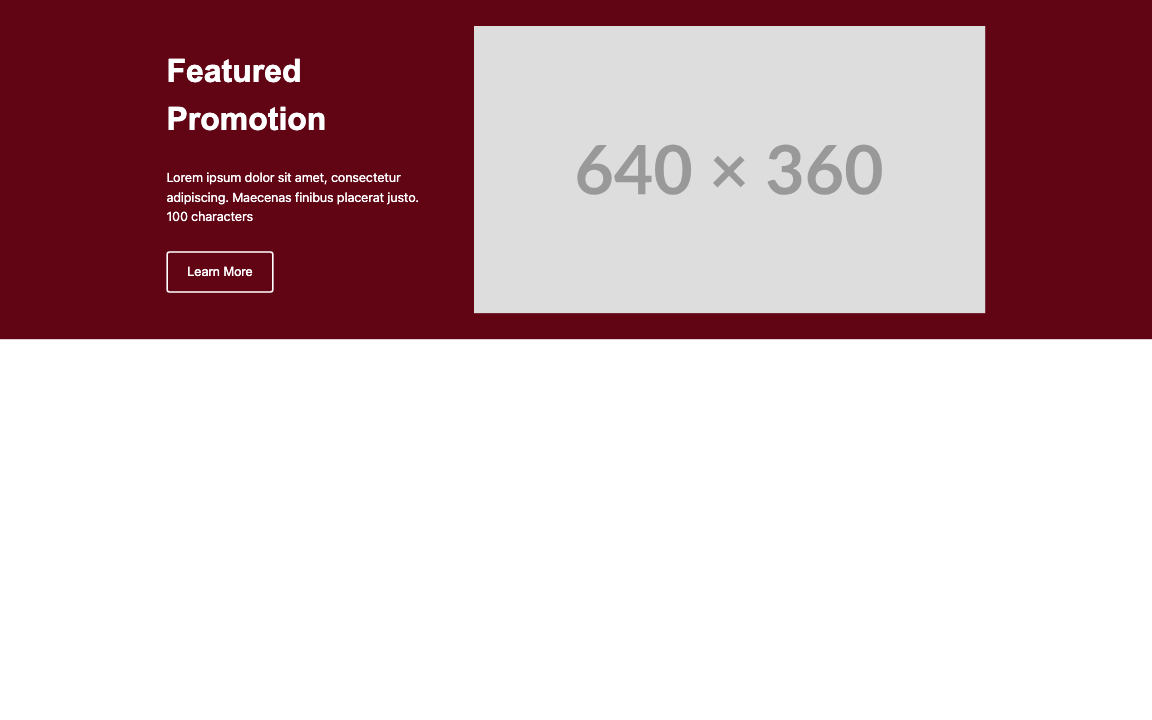 Featured
Promotion
Lorem ipsum dolor sit amet, consectetur
adipiscing. Maecenas finibus placerat justo.
100 characters
Learn More
640 × 360